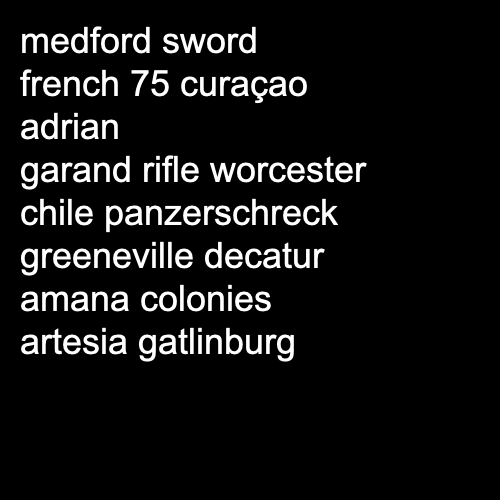 medford sword
french 75 curaçao
adrian
garand rifle worcester
chile panzerschreck
greeneville decatur
amana colonies
artesia gatlinburg